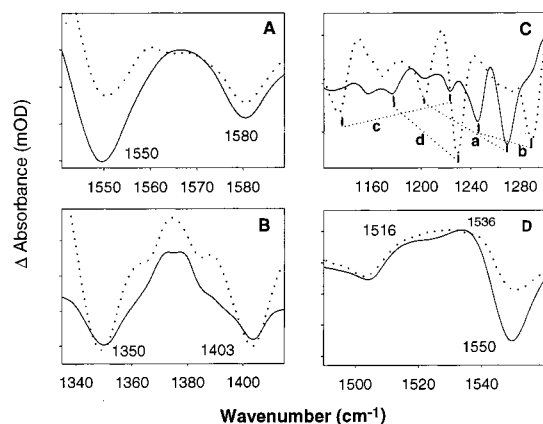 A
C
1550
1580
c
d
a
b
1550 1560 1570 1580
1160 1200 1240 1280
Δ Absorbance (mOD)
B
D
1350
1403
1516
1536
1550
1340 1360 1380 1400
1500 1520 1540
Wavenumber (cm-1)